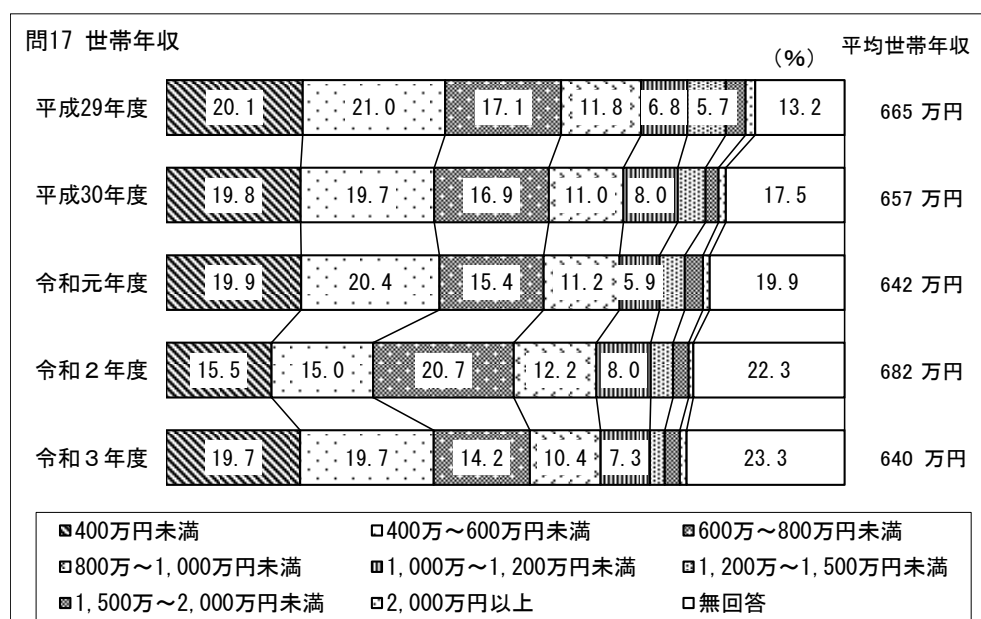 問17 世帯年収
(%)
平均世帯年収
平成29年度 20.1 21.0 17.1 11.8 6.8 5.7 13.2 665 万円
平成30年度 19.8 19.7 16.9 11.0 8.0 17.5 657 万円
令和元年度 19.9 20.4 15.4 11.2 5.9 19.9 642 万円
令和２年度 15.5 15.0 20.7 12.2 8.0 22.3 682 万円
令和３年度 19.7 19.7 14.2 10.4 7.3 23.3 640 万円
400万円未満 400万～600万円未満 600万～800万円未満
800万～1,000万円未満 1,000万～1,200万円未満 1,200万～1,500万円未満
1,500万～2,000万円未満 2,000万円以上 無回答